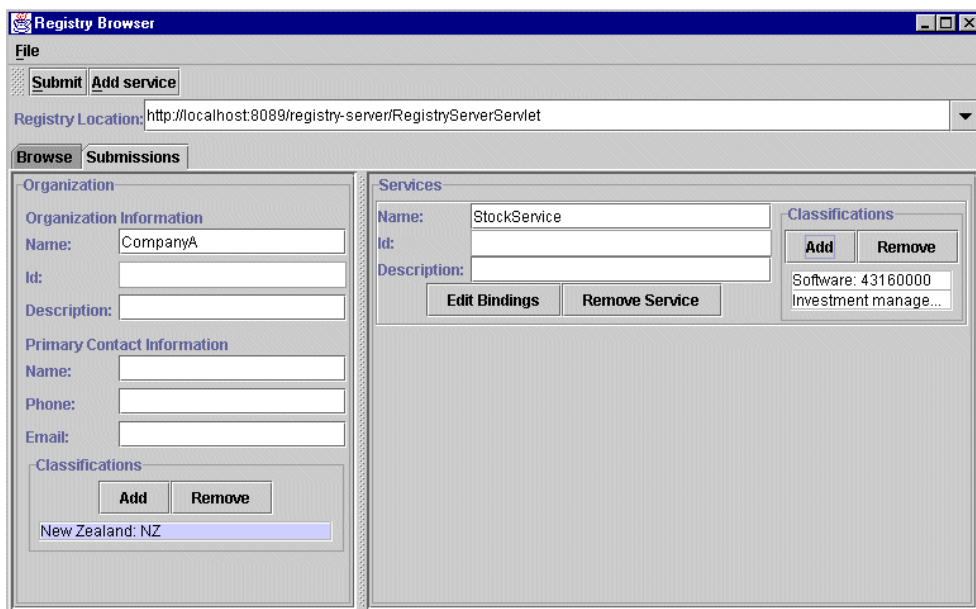 Registry Browser
File
Submit Add service
Registry Location: http://localhost:8089/registry-server/RegistryServerServlet
Browse Submissions
Organization
Organization Information
Name: CompanyA
Id:
Description:
Primary Contact Information
Name:
Phone:
Email:
Classifications
Add Remove
New Zealand: NZ
Services
Name: StockService
Id:
Description:
Edit Bindings Remove Service
Classifications
Add Remove
Software: 43160000
Investment manage...